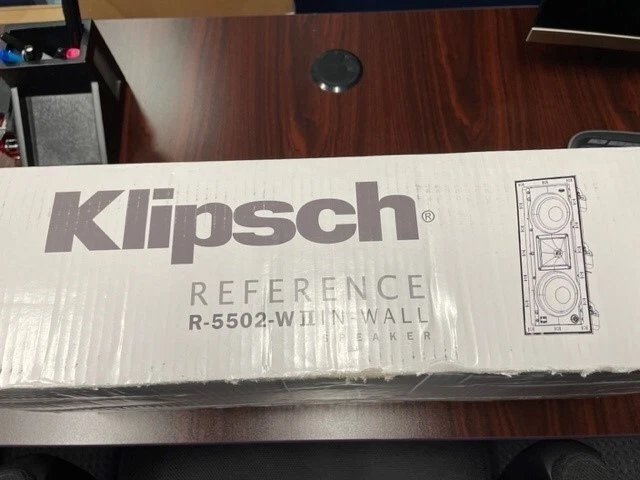 Klipsch®
REFERENCE
R-5502-W II IN-WALL
SPEAKER